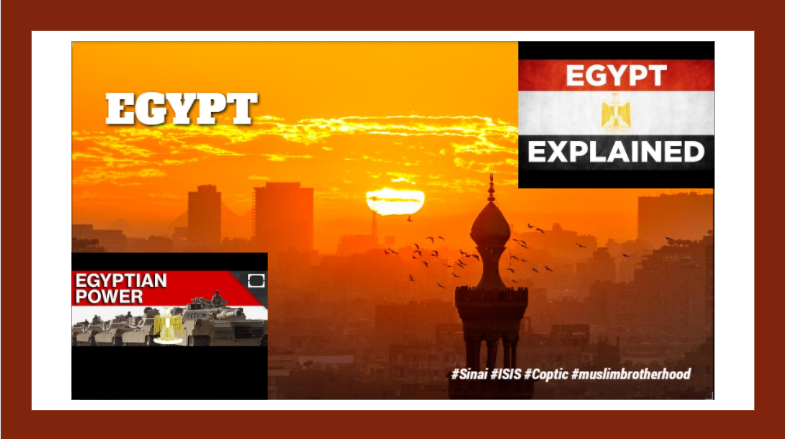 EGYPT
EGYPT
EXPLAINED
EGYPTIAN
POWER
#Sinai #ISIS #Coptic #muslimbrotherhood